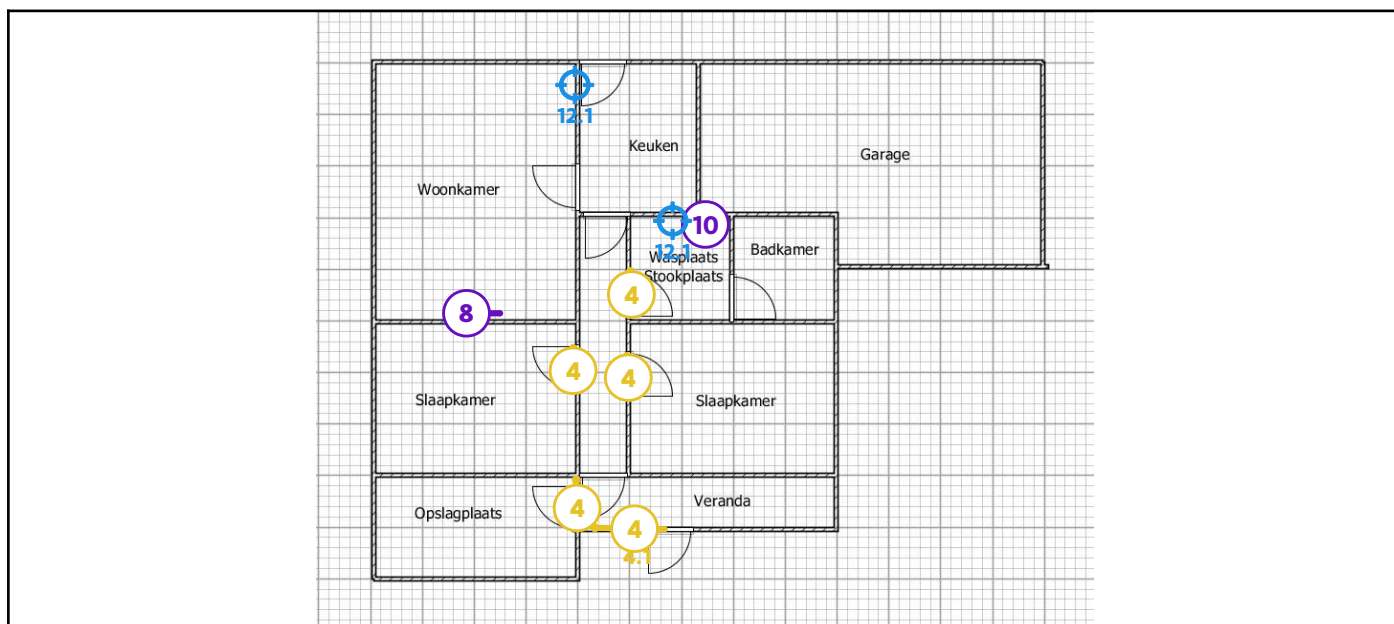 12.1
Keuken
Garage
Woonkamer
10
12.1
Wasplaats
Stookplaats
Badkamer
4
8
4
4
Slaapkamer
Slaapkamer
4
Veranda
Opslagplaats
4
4.1